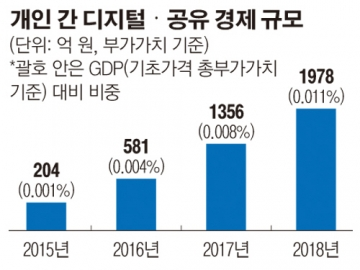 개인 간 디지털·공유 경제 규모
(단위: 억 원, 부가가치 기준)
*괄호 안은 GDP(기초가격 총부가가치
기준) 대비 비중
1978
(0.011%)
1356
(0.008%)
581
(0.004%)
204
(0.001%)
2015년 2016년 2017년 2018년